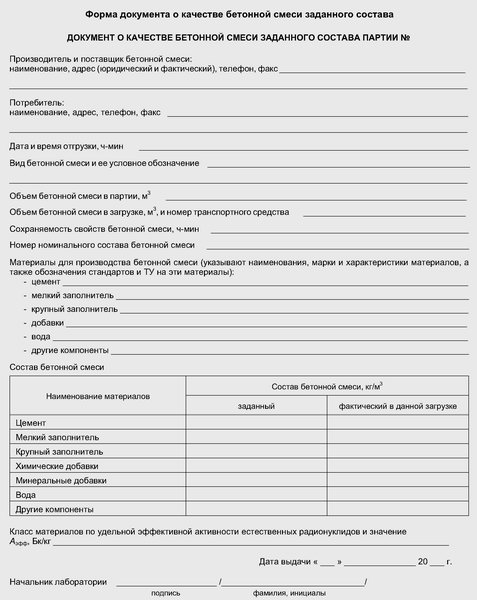 Форма документа о качестве бетонной смеси заданного состава
ДОКУМЕНТ О КАЧЕСТВЕ БЕТОННОЙ СМЕСИ ЗАДАННОГО СОСТАВА ПАРТИИ №
Производитель и поставщик бетонной смеси:
наименование, адрес (юридический и фактический), телефон, факс
Потребитель:
наименование, адрес, телефон, факс
Дата и время отгрузки, ч-мин
Вид бетонной смеси и ее условное обозначение
Объем бетонной смеси в партии, м³
Объем бетонной смеси в загрузке, м³, и номер транспортного средства
Сохраняемость свойств бетонной смеси, ч-мин
Номер номинального состава бетонной смеси
Материалы для производства бетонной смеси (указывают наименования, марки и характеристики материалов, а
также обозначения стандартов и ТУ на эти материалы):
- цемент
- мелкий заполнитель
- крупный заполнитель
- добавки
- вода
- другие компоненты
Состав бетонной смеси
Наименование материалов
Состав бетонной смеси, кг/м³
заданный
фактический в данной загрузке
Цемент
Мелкий заполнитель
Крупный заполнитель
Химические добавки
Минеральные добавки
Вода
Другие компоненты
Класс материалов по удельной эффективной активности естественных радионуклидов и значение
Aэфф, Бк/кг
Дата выдачи « ___ » ________________ 20 ___ г.
Начальник лаборатории ____________________ /____________________________/
подпись фамилия, инициалы